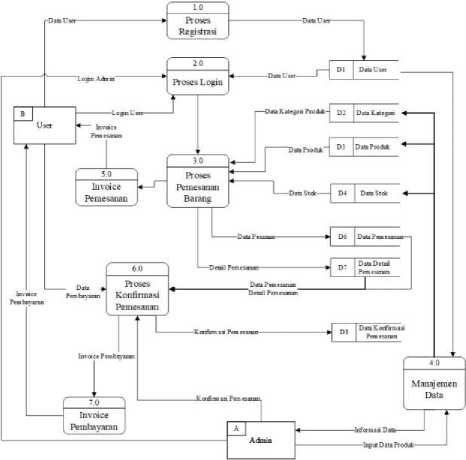 1.0
Proses
Registrasi
Data User
Data User
2.0
Proses Login
Login Admin
Data User
D1 Data User
B
User
Login User
Invoice
Pemesanan
Data Kategori Produk
D2 Data Kategori
Data Produk
D3 Data Produk
3.0
Proses
Pemesanan
Barang
5.0
Invoice
Pemesanan
Data Stok
D4 Data Stok
Data Pesanan
D6 Data Pemesanan
Detail Pemesanan
D7 Data Detail
Pemesanan
6.0
Proses
Konfirmasi
Pemesanan
Data
Pembayaran
Invoice
Pembayaran
Data Pemesanan
Detail Pemesanan
Konfirmasi Pemesanan
D8 Data Konfirmasi
Pemesanan
Invoice Pembayaran
4.0
Manajemen
Data
7.0
Invoice
Pembayaran
Konfirmasi Pemesanan
A
Admin
Informasi Data
Input Data Produk